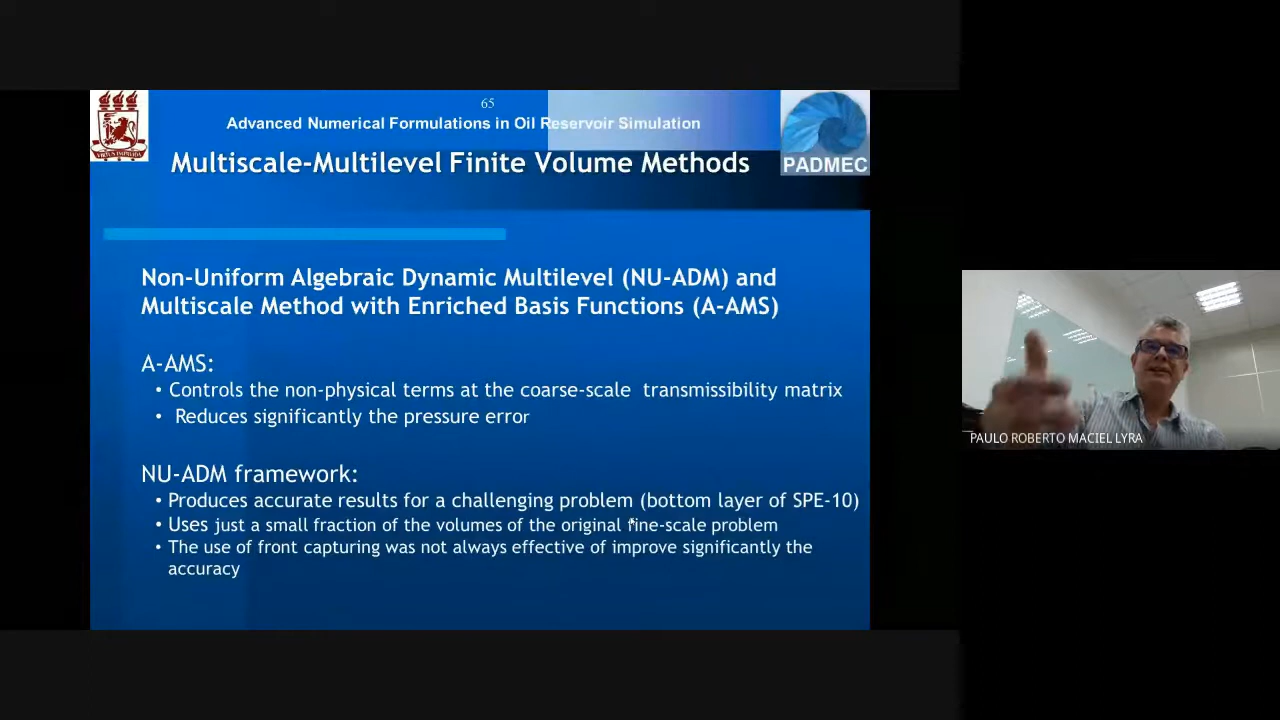 65
Advanced Numerical Formulations in Oil Reservoir Simulation
Multiscale-Multilevel Finite Volume Methods
PADMEC
Non-Uniform Algebraic Dynamic Multilevel (NU-ADM) and
Multiscale Method with Enriched Basis Functions (A-AMS)
A-AMS:
• Controls the non-physical terms at the coarse-scale transmissibility matrix
• Reduces significantly the pressure error
NU-ADM framework:
• Produces accurate results for a challenging problem (bottom layer of SPE-10)
• Uses just a small fraction of the volumes of the original fine-scale problem
• The use of front capturing was not always effective of improve significantly the
accuracy
PAULO ROBERTO MACIEL LYRA